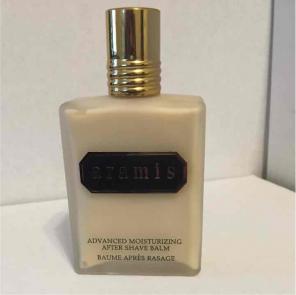 aramis
ADVANCED MOISTURIZING
AFTER SHAVE BALM
BAUME APRÈS RASAGE